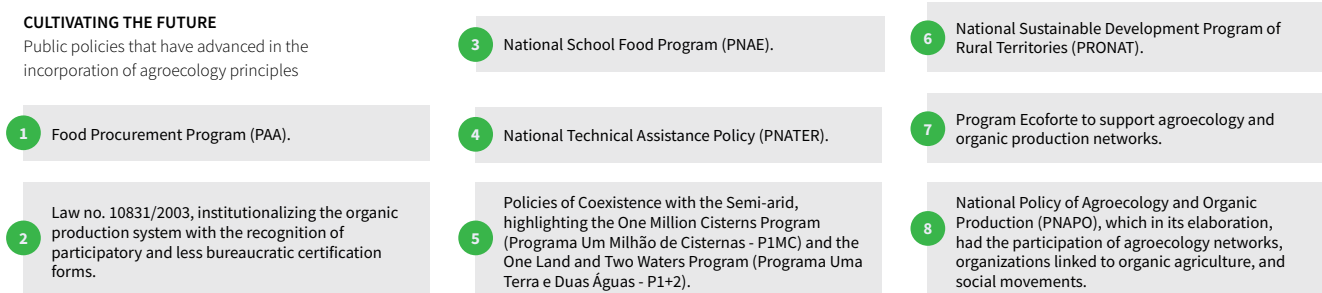 CULTIVATING THE FUTURE
Public policies that have advanced in the
incorporation of agroecology principles
1
Food Procurement Program (PAA).
2
Law no. 10831/2003, institutionalizing the organic
production system with the recognition of
participatory and less bureaucratic certification
forms.
3
National School Food Program (PNAE).
4
National Technical Assistance Policy (PNATER).
5
Policies of Coexistence with the Semi-arid,
highlighting the One Million Cisterns Program
(Programa Um Milhão de Cisternas - P1MC) and the
One Land and Two Waters Program (Programa Uma
Terra e Duas Águas - P1+2).
6
National Sustainable Development Program of
Rural Territories (PRONAT).
7
Program Ecoforte to support agroecology and
organic production networks.
8
National Policy of Agroecology and Organic
Production (PNAPO), which in its elaboration,
had the participation of agroecology networks,
organizations linked to organic agriculture, and
social movements.